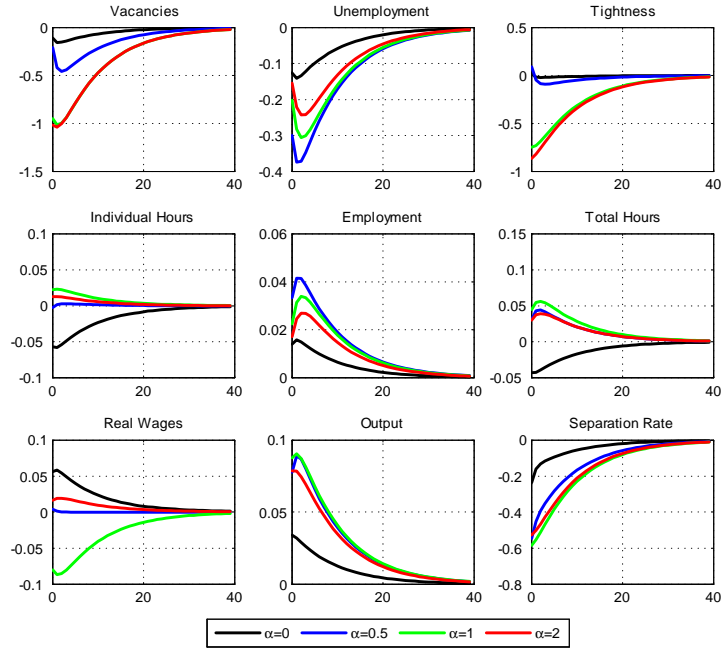 Vacancies Unemployment Tightness
0 0 0.5
-0.5 -0.1 0
-0.2
-1 -0.3 -0.5
-1.5 -0.4 -1
0 20 40 0 20 40 0 20 40
Individual Hours Employment Total Hours
0.1 0.06 0.15
0.05 0.04 0.1
0 0.05
-0.05 0.02 0
-0.1 0 -0.05
0 20 40 0 20 40 0 20 40
Real Wages Output Separation Rate
0.1 0.1 0
0.05 -0.2
0 0.05 -0.4
-0.05 -0.6
-0.1 0 -0.8
0 20 40 0 20 40 0 20 40
α=0 α=0.5 α=1 α=2